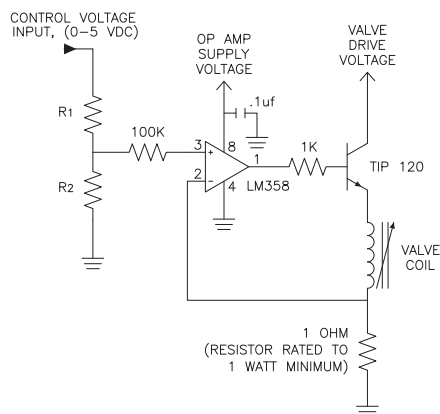 CONTROL VOLTAGE
INPUT, (0–5 VDC)
OP AMP
SUPPLY
VOLTAGE
VALVE
DRIVE
VOLTAGE
R1
.1uf
100K
3
+
8
1
1K
TIP 120
R2
2
-
4
LM358
VALVE
COIL
1 OHM
(RESISTOR RATED TO
1 WATT MINIMUM)